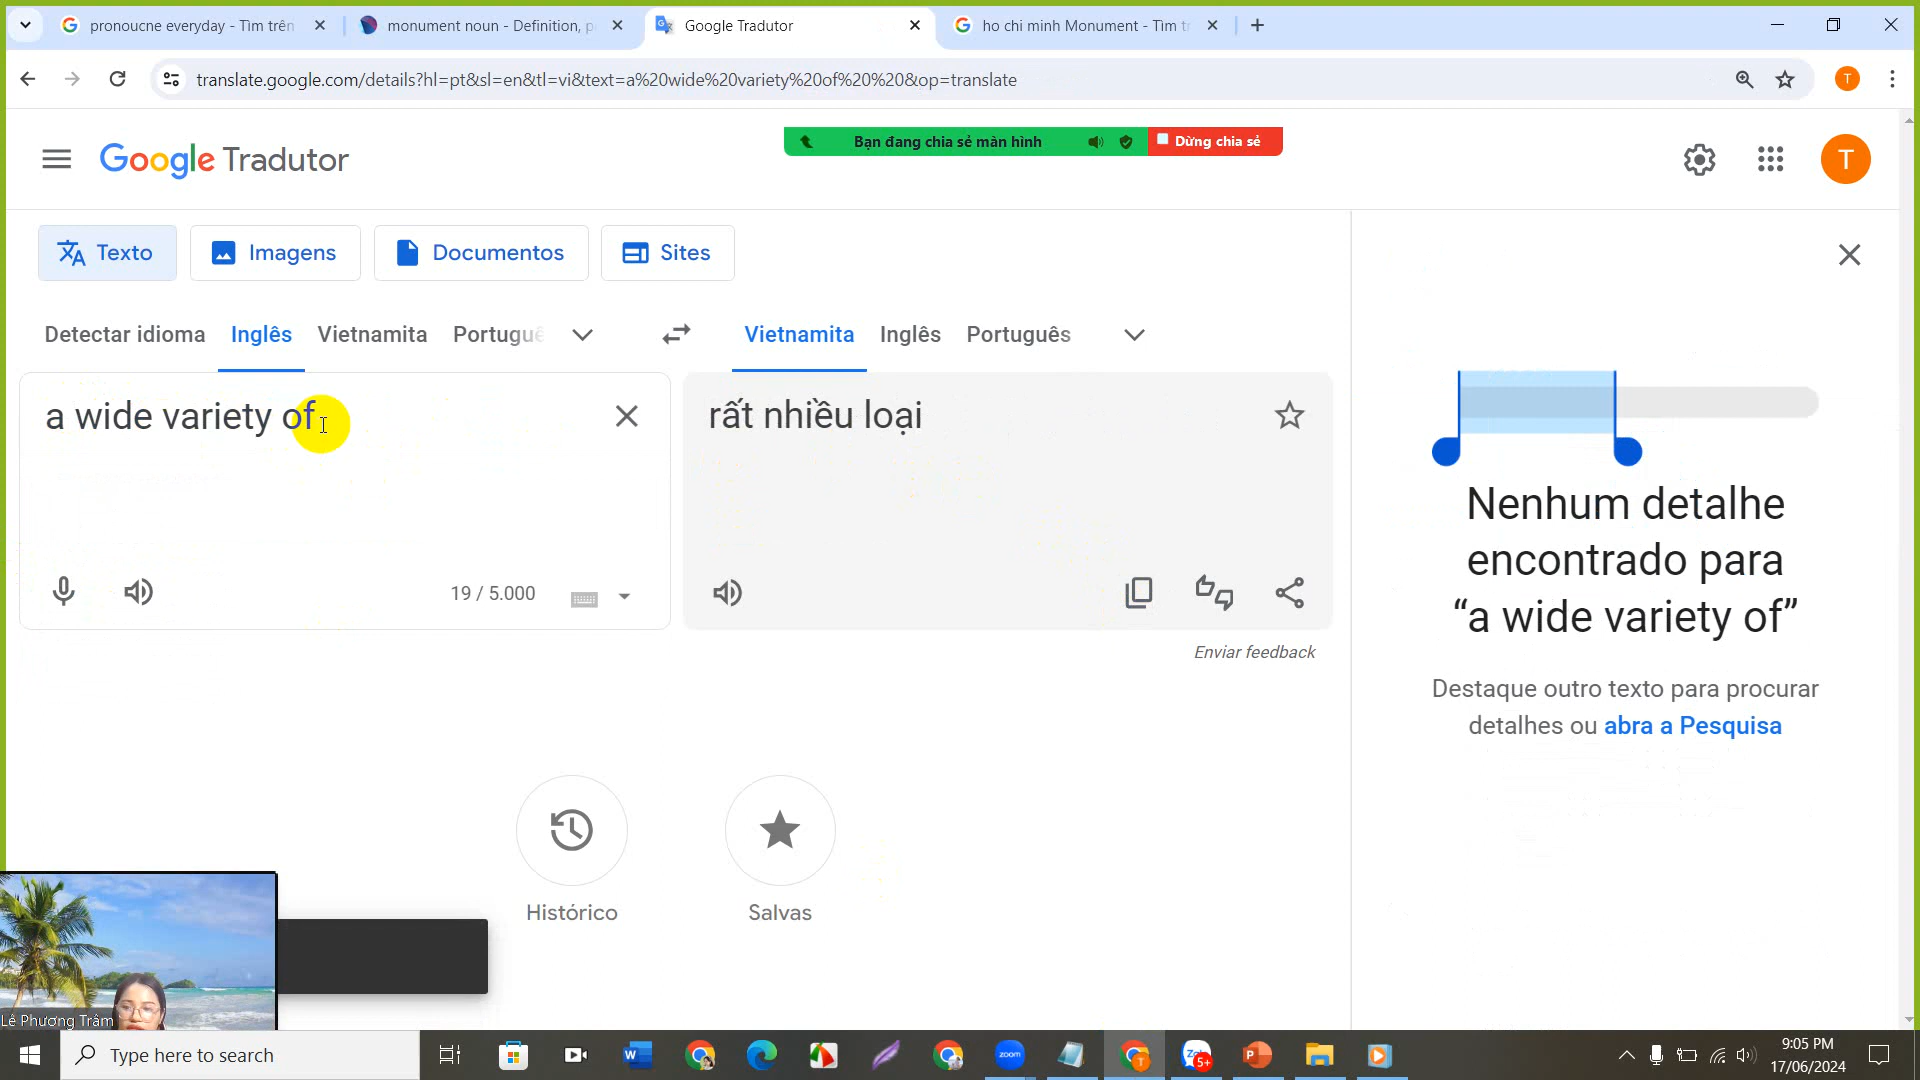 pronoucne everyday - Tìm trên
monument noun - Definition, p
Google Tradutor
ho chi minh Monument - Tìm tr
translate.google.com/details?hl=pt&sl=en&tl=vi&text=a%20wide%20variety%20of%20%20&op=translate
T
Google Tradutor
Bạn đang chia sẻ màn hình
Dừng chia sẻ
T
Texto
Imagens
Documentos
Sites
Detectar idioma
Inglês
Vietnamita
Portuguê
Vietnamita
Inglês
Português
a wide variety of
rất nhiều loại
19 / 5.000
Enviar feedback
Nenhum detalhe
encontrado para
“a wide variety of”
Destaque outro texto para procurar
detalhes ou abra a Pesquisa
Histórico
Salvas
Lê Phương Trâm
Type here to search
zoom
5+
9:05 PM
17/06/2024